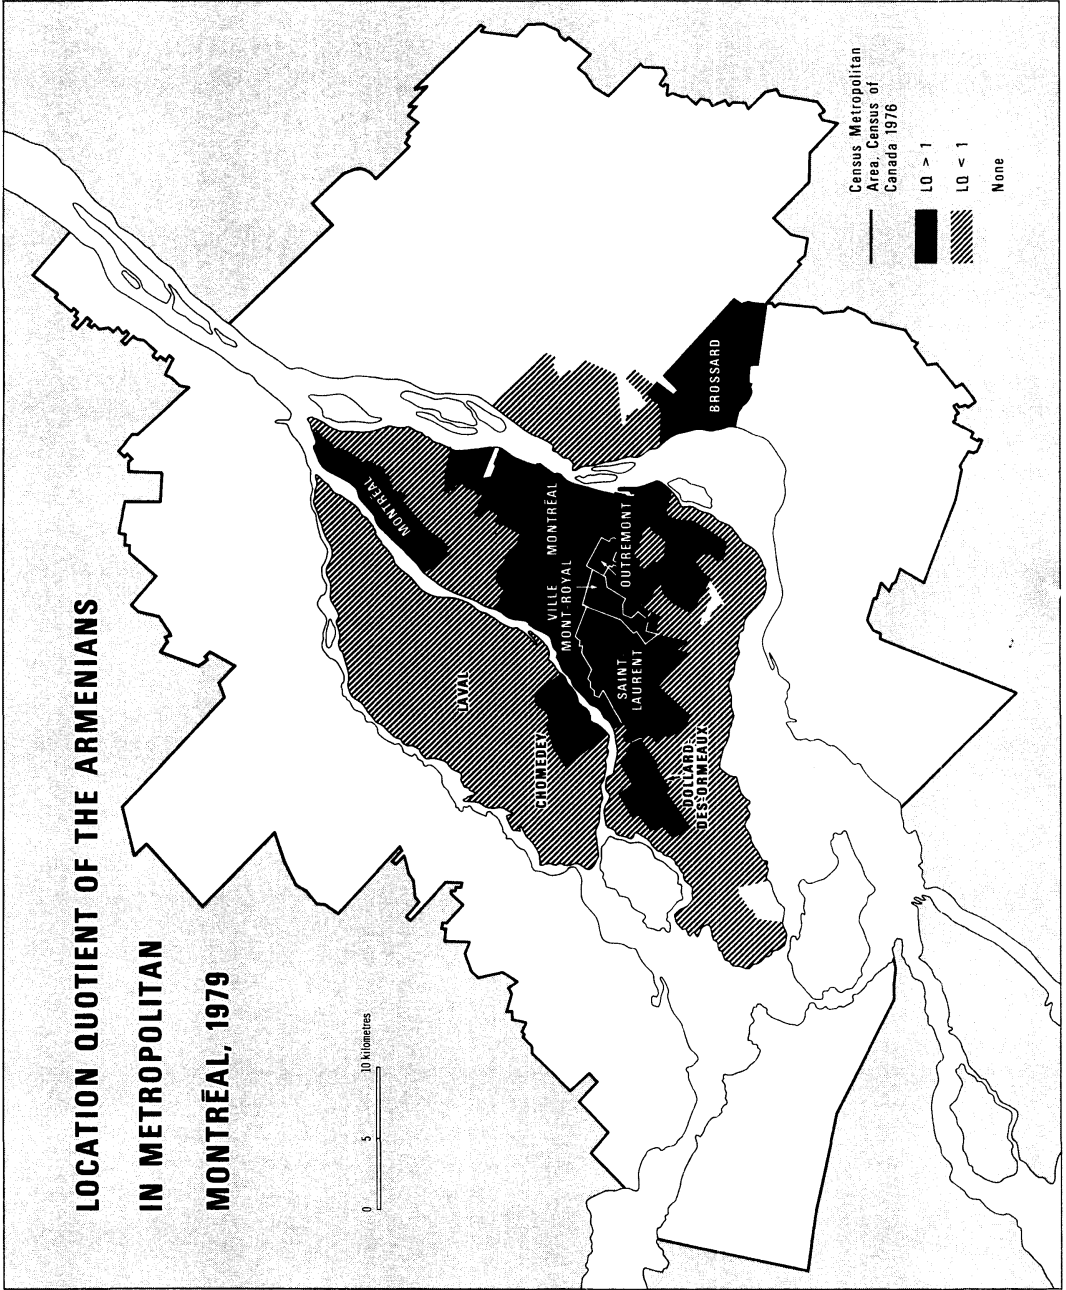 LOCATION QUOTIENT OF THE ARMENIANS
IN METROPOLITAN
MONTRÉAL, 1979
0 5 10 kilometres
MONTRÉAL
LAVAL
CHOMEDEY
VILLE
MONT-ROYAL
MONTRÉAL
OUTREMONT
SAINT
LAURENT
DOLLARD-
DES ORMEAUX
BROSSARD
Census Metropolitan
Area, Census of
Canada 1976
LQ > 1
LQ < 1
None